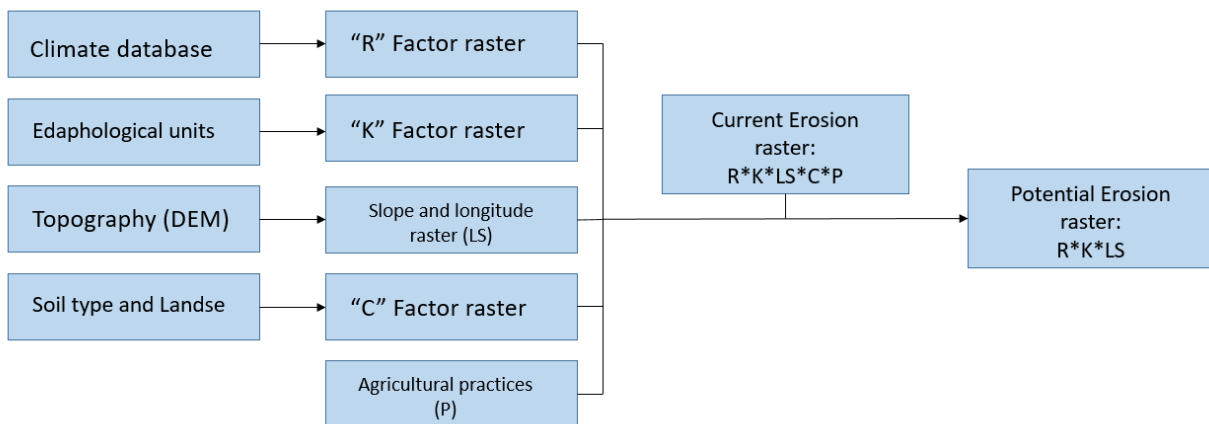 Climate database
“R” Factor raster
Edaphological units
“K” Factor raster
Topography (DEM)
Slope and longitude
raster (LS)
Soil type and Landse
“C” Factor raster
Agricultural practices
(P)
Current Erosion
raster:
R*K*LS*C*P
Potential Erosion
raster:
R*K*LS